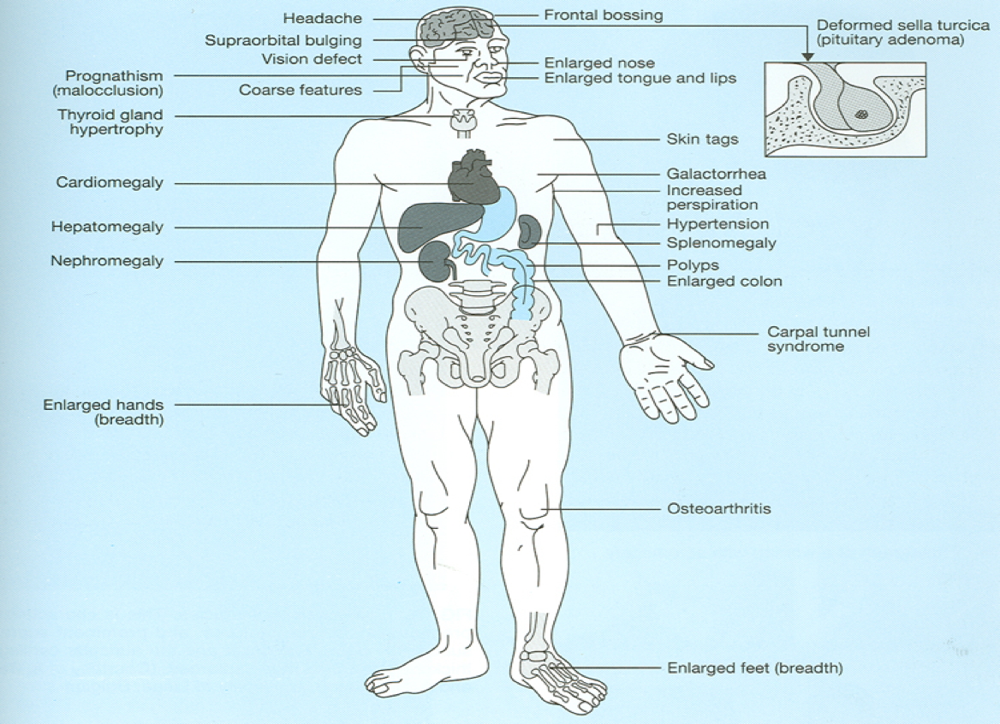 Headache
Supraorbital bulging
Vision defect
Prognathism
(malocclusion)
Coarse features
Thyroid gland
hypertrophy
Cardiomegaly
Hepatomegaly
Nephromegaly
Enlarged hands
(breadth)
Frontal bossing
Deformed sella turcica
(pituitary adenoma)
Enlarged nose
Enlarged tongue and lips
Skin tags
Galactorrhea
Increased
perspiration
Hypertension
Splenomegaly
Polyps
Enlarged colon
Carpal tunnel
syndrome
Osteoarthritis
Enlarged feet (breadth)